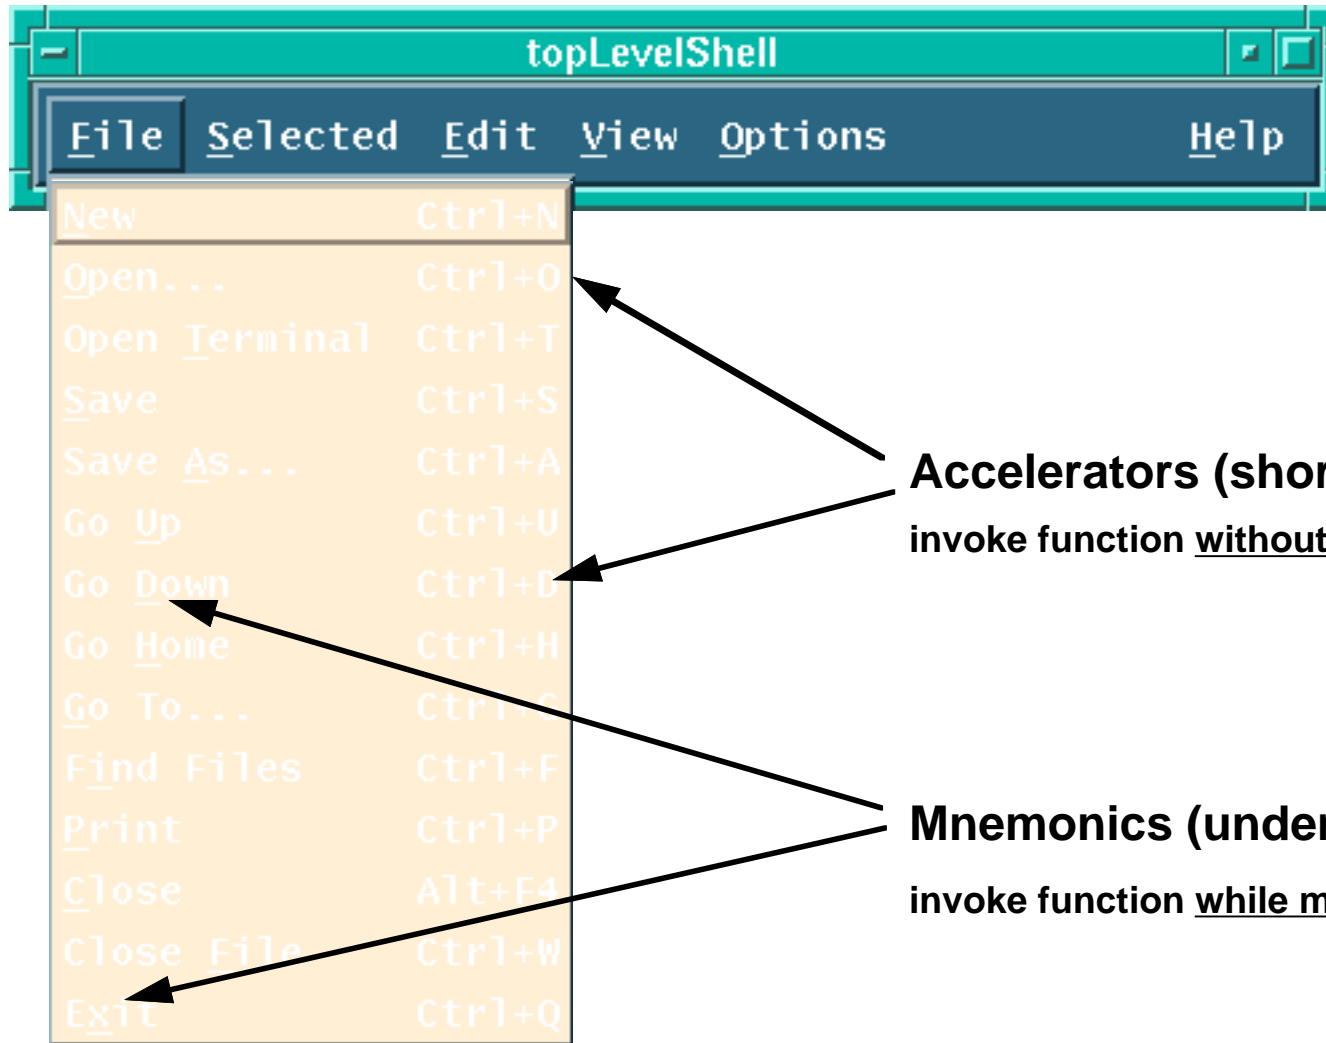 topLevelShell
File Selected Edit View Options Help
New Ctrl+N
Open... Ctrl+O
Open Terminal Ctrl+T
Save Ctrl+S
Save As... Ctrl+A
Go Up Ctrl+U
Go Down Ctrl+D
Go Home Ctrl+H
Go To... Ctrl+G
Find Files Ctrl+F
Print Ctrl+P
Close Alt+F4
Close File Ctrl+W
Exit Ctrl+Q
Accelerators (shor
invoke function without
Mnemonics (under
invoke function while m